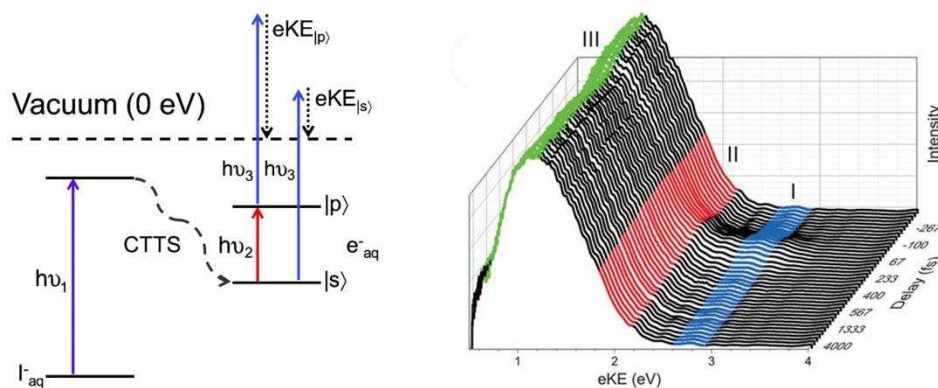 eKE|p⟩
Vacuum (0 eV)
eKE|s⟩
hυ3
hυ3
|p⟩
CTTS
hυ2
e⁻aq
hυ1
|s⟩
I⁻aq
III
II
I
Intensity
-267
-100
67
233
400
567
1333
4000
Delay (fs)
1
2
3
4
eKE (eV)